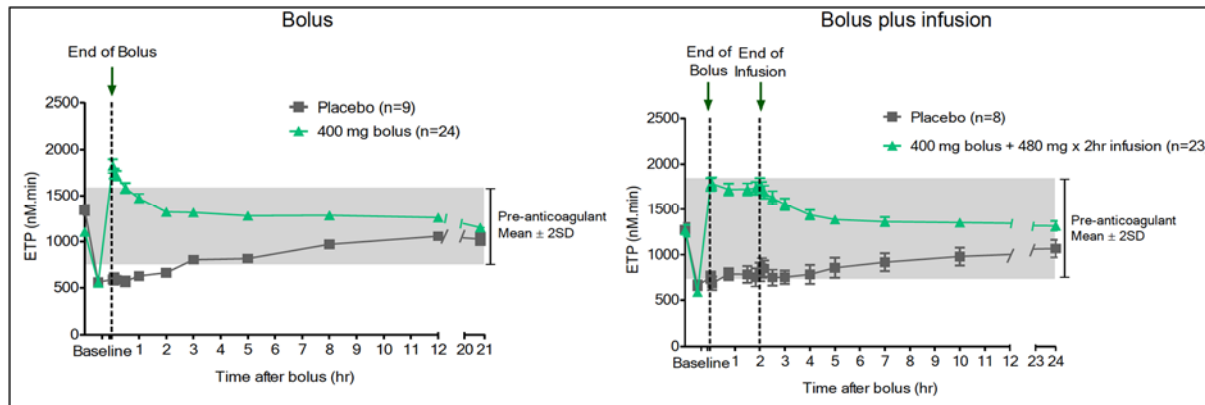 Bolus
End of Bolus
Placebo (n=9)
400 mg bolus (n=24)
2500
2000
1500
1000
500
0
ETP (nM.min)
Pre-anticoagulant
Mean ± 2SD
Baseline 1 2 3 4 5 6 7 8 9 10 11 12 20 21
Time after bolus (hr)
Bolus plus infusion
End of
Bolus
End of
Infusion
Placebo (n=8)
400 mg bolus + 480 mg x 2hr infusion (n=23
2500
2000
1500
1000
500
0
ETP (nM.min)
Pre-anticoagulant
Mean ± 2SD
Baseline 1 2 3 4 5 6 7 8 9 10 11 12 23 24
Time after bolus (hr)